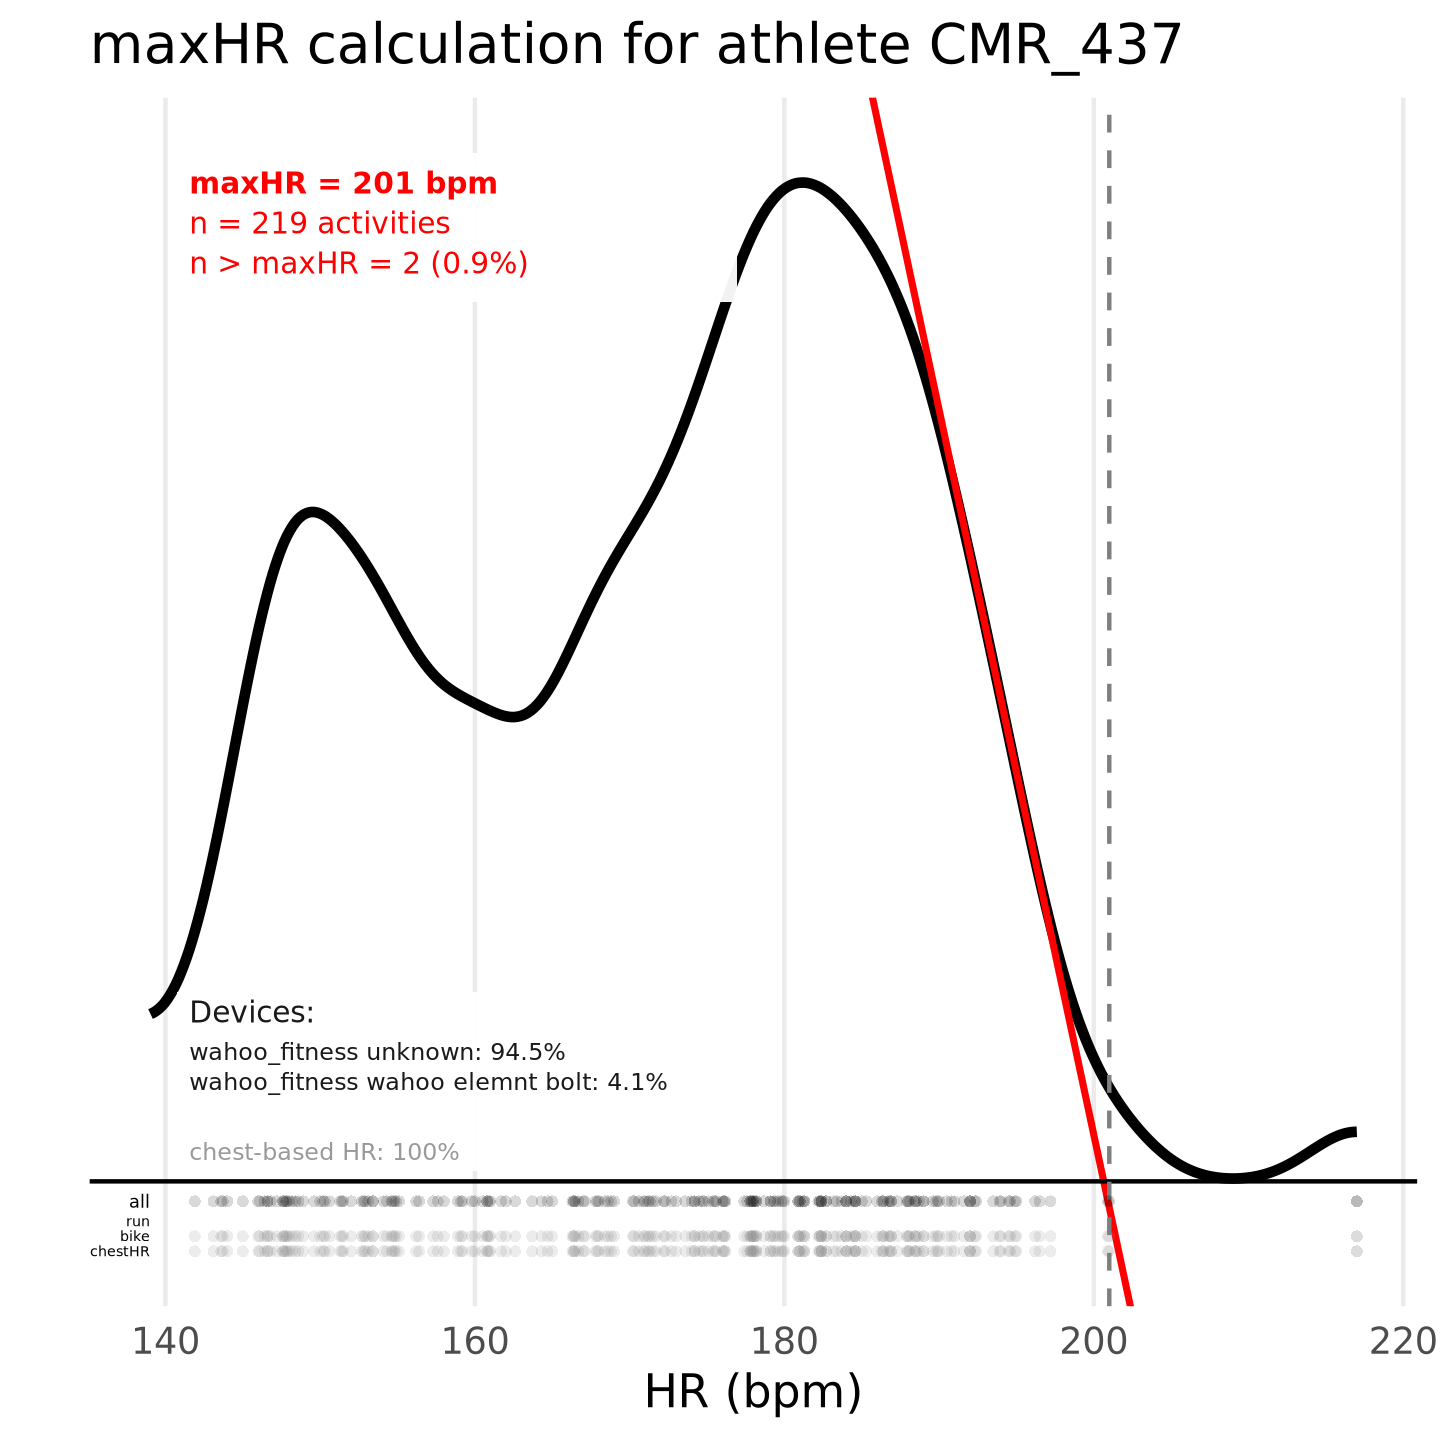 maxHR calculation for athlete CMR_437
maxHR = 201 bpm
n = 219 activities
n > maxHR = 2 (0.9%)
Devices:
wahoo_fitness unknown: 94.5%
wahoo_fitness wahoo elemnt bolt: 4.1%
chest-based HR: 100%
all
run
bike
chestHR
140 160 180 200 220
HR (bpm)